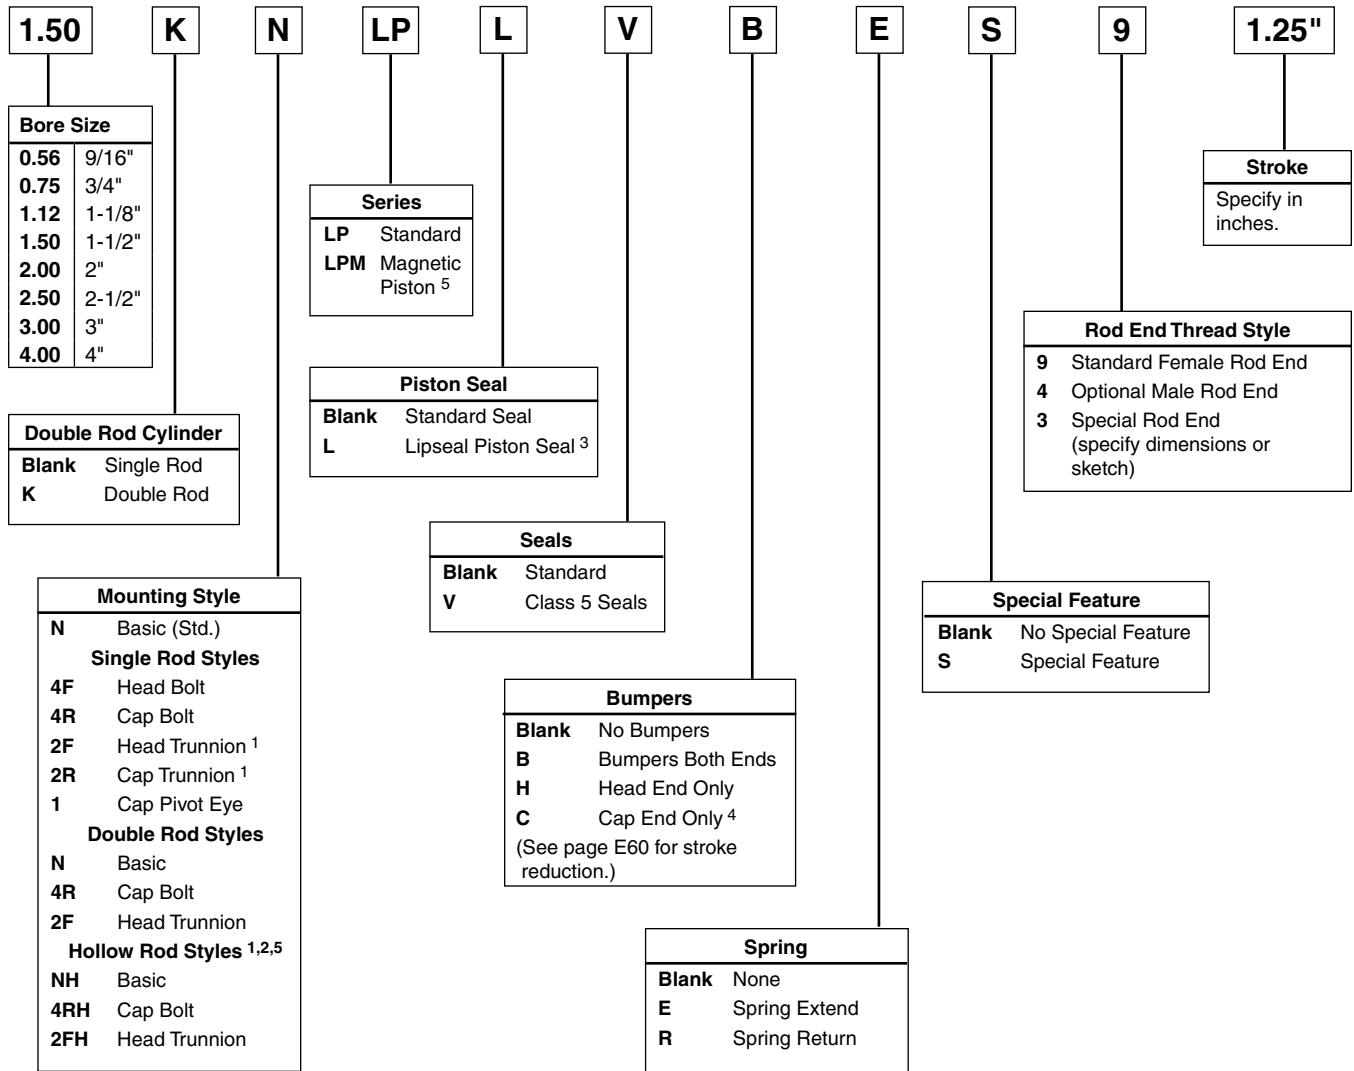 1.50 K N LP L V B E S 9 1.25"
Bore Size
0.56 9/16"
0.75 3/4"
1.12 1-1/8"
1.50 1-1/2"
2.00 2"
2.50 2-1/2"
3.00 3"
4.00 4"
Double Rod Cylinder
Blank Single Rod
K Double Rod
Mounting Style
N Basic (Std.)
Single Rod Styles
4F Head Bolt
4R Cap Bolt
2F Head Trunnion 1
2R Cap Trunnion 1
1 Cap Pivot Eye
Double Rod Styles
N Basic
4R Cap Bolt
2F Head Trunnion
Hollow Rod Styles 1,2,5
NH Basic
4RH Cap Bolt
2FH Head Trunnion
Series
LP Standard
LPM Magnetic
Piston 5
Piston Seal
Blank Standard Seal
L Lipseal Piston Seal 3
Seals
Blank Standard
V Class 5 Seals
Bumpers
Blank No Bumpers
B Bumpers Both Ends
H Head End Only
C Cap End Only 4
(See page E60 for stroke
reduction.)
Spring
Blank None
E Spring Extend
R Spring Return
Special Feature
Blank No Special Feature
S Special Feature
Rod End Thread Style
9 Standard Female Rod End
4 Optional Male Rod End
3 Special Rod End
(specify dimensions or
sketch)
Stroke
Specify in
inches.